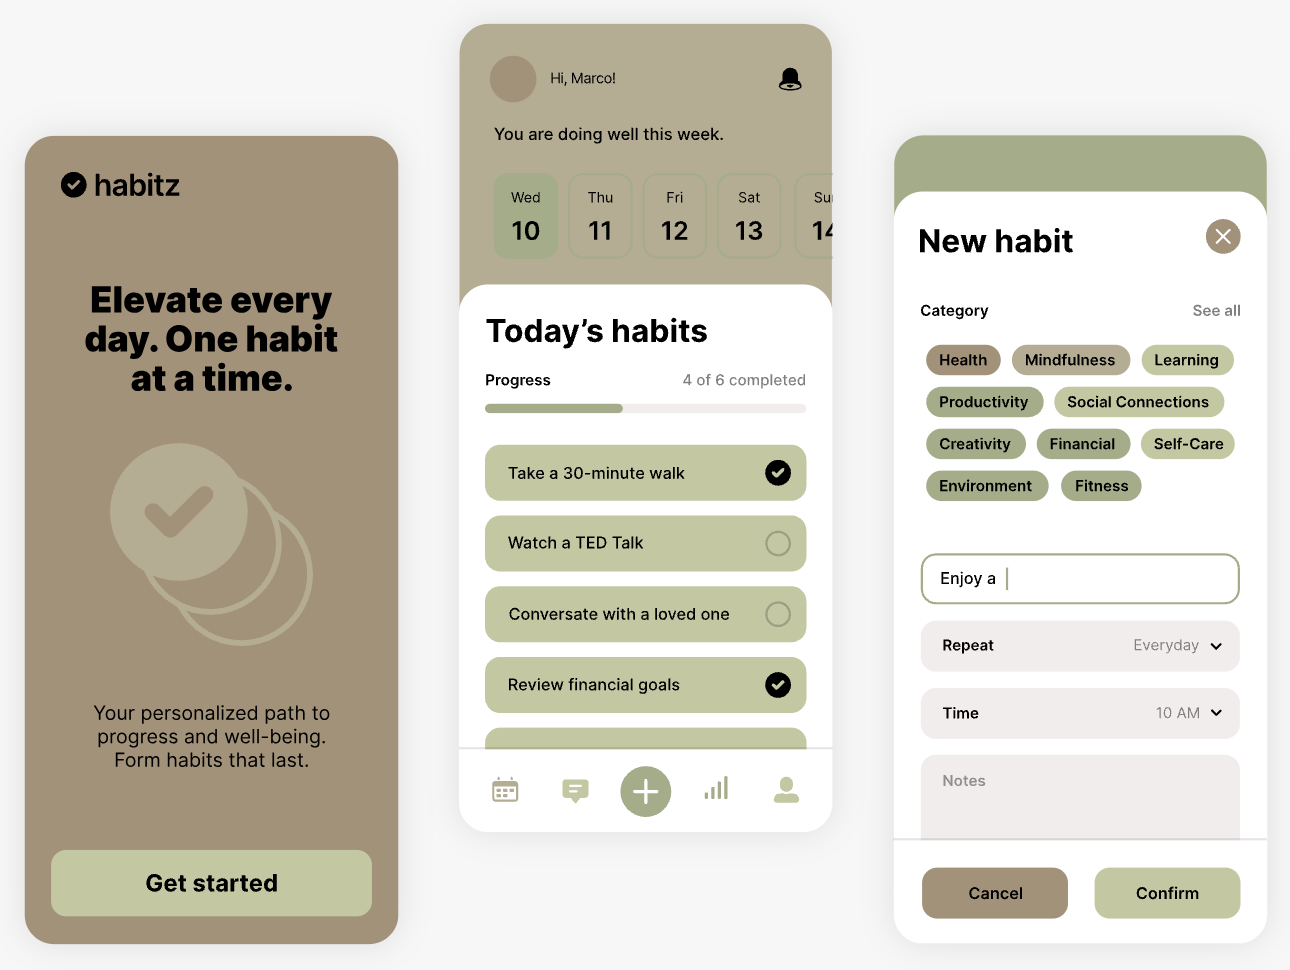 habitz
Elevate every
day. One habit
at a time.
Your personalized path to
progress and well-being.
Form habits that last.
Get started
Hi, Marco!
You are doing well this week.
Wed Thu Fri Sat
10 11 12 13
Today’s habits
Progress 4 of 6 completed
Take a 30-minute walk
Watch a TED Talk
Conversate with a loved one
Review financial goals
New habit
Category See all
Health Mindfulness Learning
Productivity Social Connections
Creativity Financial Self-Care
Environment Fitness
Enjoy a
Repeat Everyday
Time 10 AM
Notes
Cancel Confirm